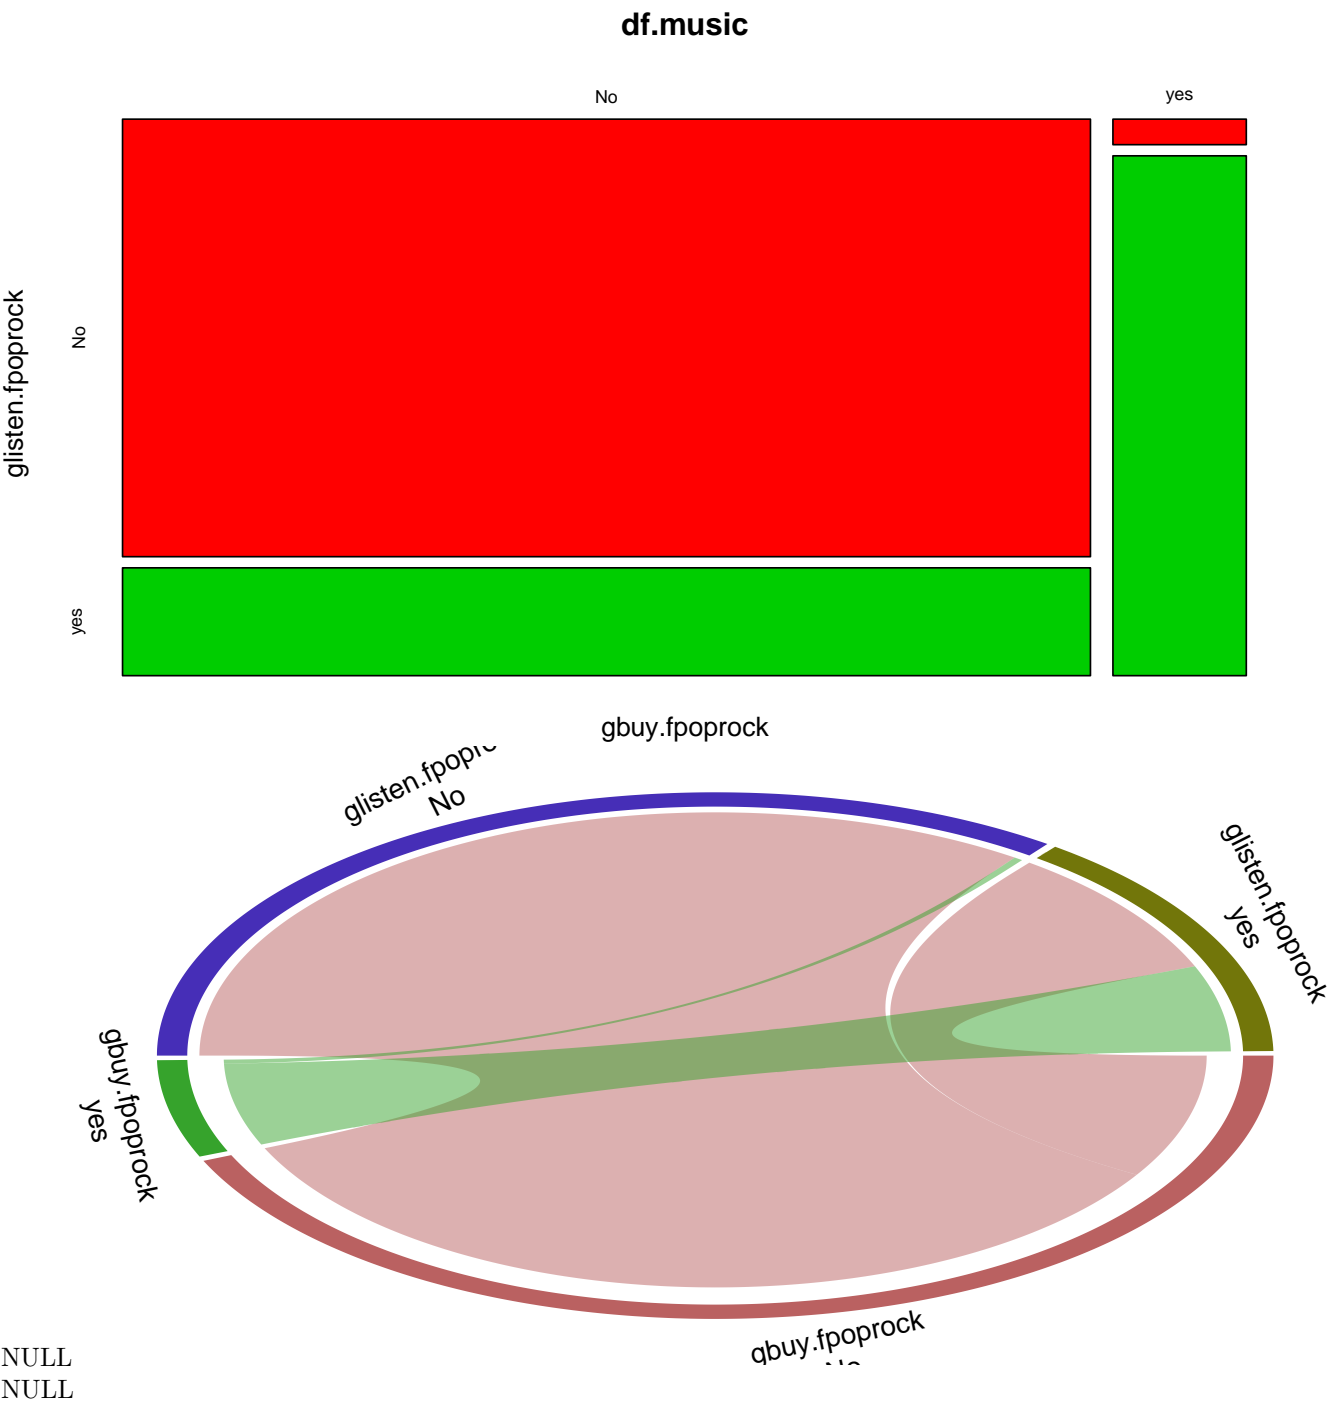 df.music
No
yes
glisten.fpoprock
No
yes
gbuy.fpoprock
No
glisten.fpoprock
yes
gbuy.fpoprock
yes
gbuy.fpoprock
NULL
NULL